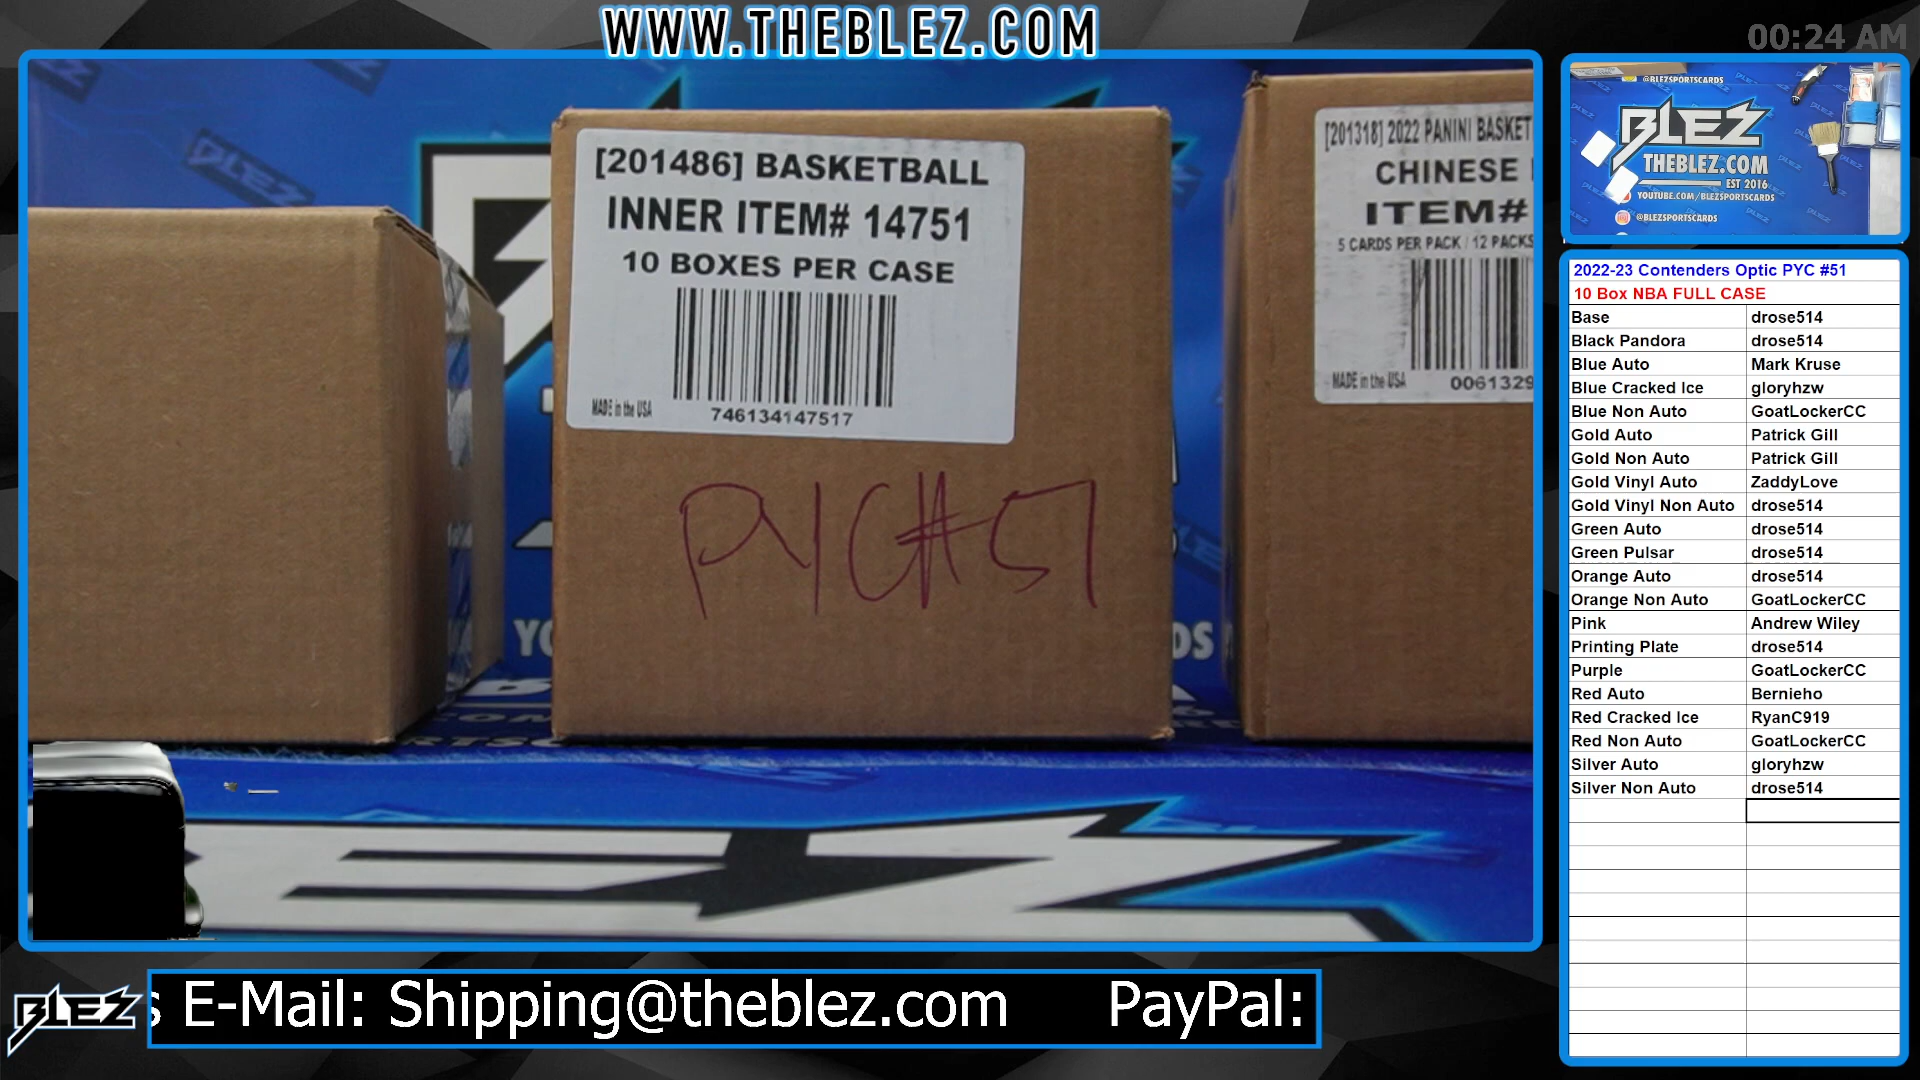 WWW.THEBLEZ.COM
00:24 AM
[201486] BASKETBALL
INNER ITEM# 14751
10 BOXES PER CASE
MADE in the USA
746134147517
PYC#51
[201318] 2022 PANINI BASKET
CHINESE
ITEM#
5 CARDS PER PACK / 12 PACKS
MADE in the USA
0061329
@BLEZSPORTSCARDS
BLEZ
THEBLEZ.COM
EST 2016
YOUTUBE.COM/BLEZSPORTSCARDS
@BLEZSPORTSCARDS
2022-23 Contenders Optic PYC #51
10 Box NBA FULL CASE
Base drose514
Black Pandora drose514
Blue Auto Mark Kruse
Blue Cracked Ice gloryhzw
Blue Non Auto GoatLockerCC
Gold Auto Patrick Gill
Gold Non Auto Patrick Gill
Gold Vinyl Auto ZaddyLove
Gold Vinyl Non Auto drose514
Green Auto drose514
Green Pulsar drose514
Orange Auto drose514
Orange Non Auto GoatLockerCC
Pink Andrew Wiley
Printing Plate drose514
Purple GoatLockerCC
Red Auto Bernieho
Red Cracked Ice RyanC919
Red Non Auto GoatLockerCC
Silver Auto gloryhzw
Silver Non Auto drose514
BLEZ
s E-Mail: Shipping@theblez.com PayPal: